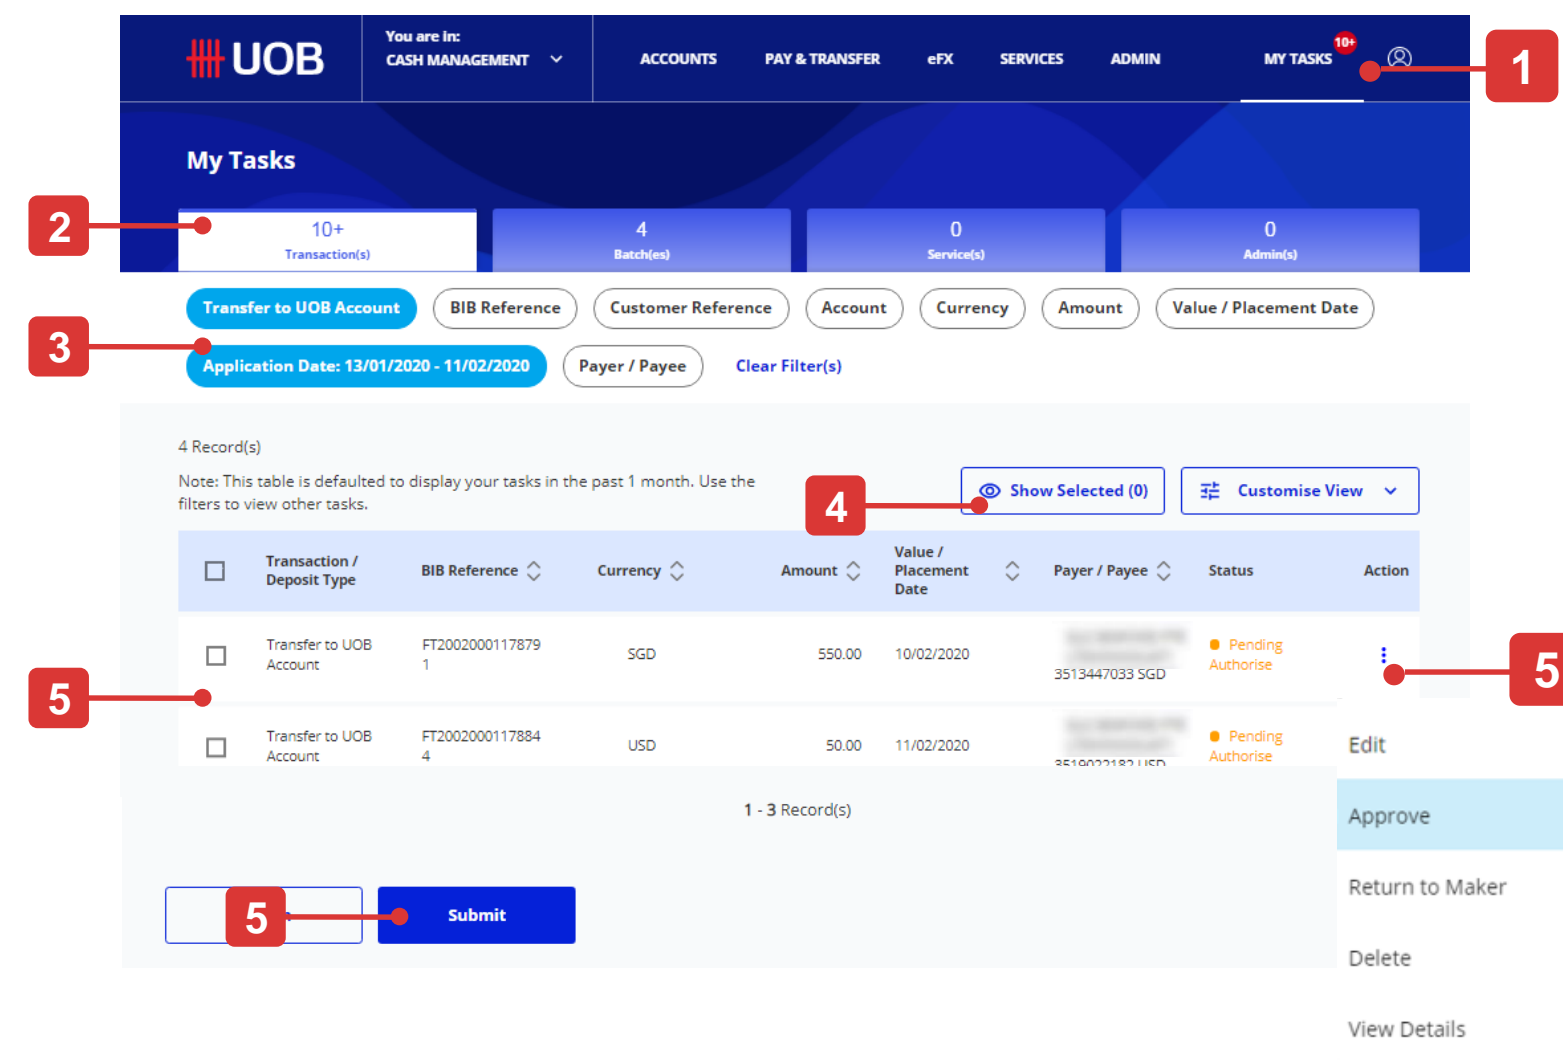 UOB
You are in:
CASH MANAGEMENT
ACCOUNTS
PAY & TRANSFER
eFX
SERVICES
ADMIN
MY TASKS
10+
1
My Tasks
2
10+
Transaction(s)
4
Batch(es)
0
Service(s)
0
Admin(s)
Transfer to UOB Account
BIB Reference
Customer Reference
Account
Currency
Amount
Value / Placement Date
3
Application Date: 13/01/2020 - 11/02/2020
Payer / Payee
Clear Filter(s)
4 Record(s)
Note: This table is defaulted to display your tasks in the past 1 month. Use the
filters to view other tasks.
4
Show Selected (0)
Customise View
Transaction /
Deposit Type
BIB Reference
Currency
Amount
Value /
Placement
Date
Payer / Payee
Status
Action
Transfer to UOB
Account
FT2002000117879
1
SGD
550.00
10/02/2020
3513447033 SGD
Pending
Authorise
5
5
Transfer to UOB
Account
FT2002000117884
4
USD
50.00
11/02/2020
3519022182 USD
Pending
Authorise
1 - 3 Record(s)
5
Submit
Edit
Approve
Return to Maker
Delete
View Details